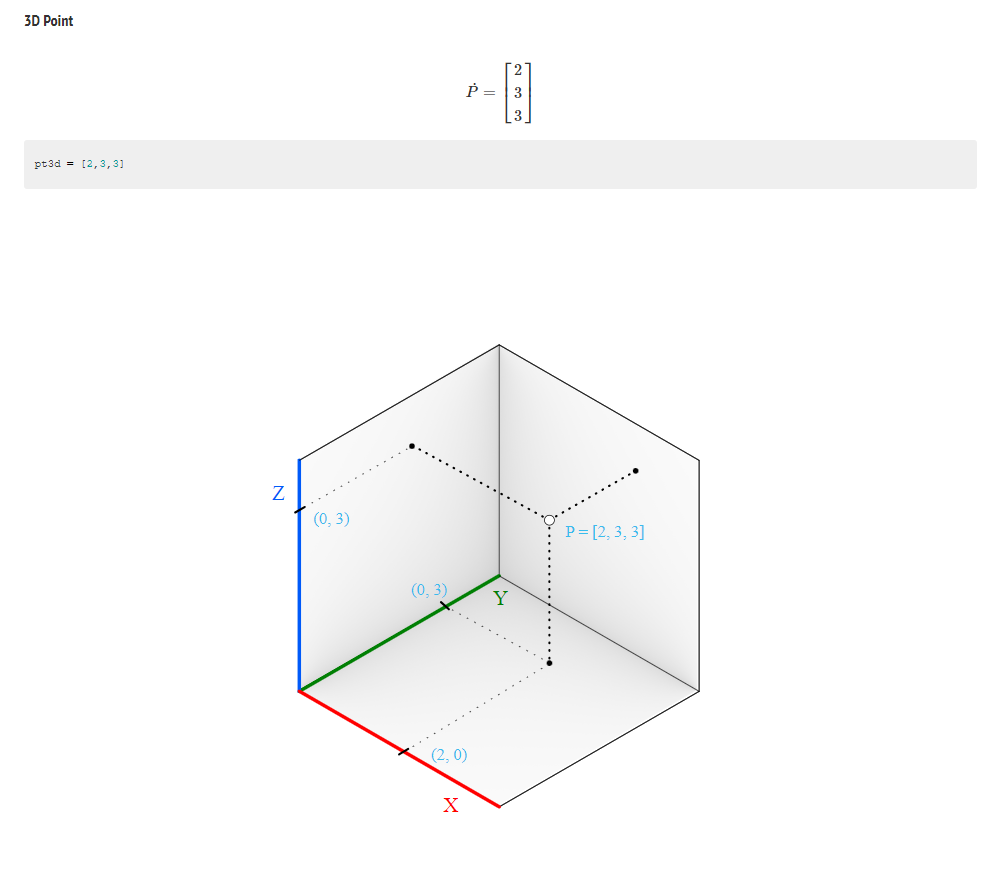 3D Point
Ṗ = [2
3
3]
pt3d = [2,3,3]
Z
(0, 3)
P = [2, 3, 3]
(0, 3)
Y
(2, 0)
X